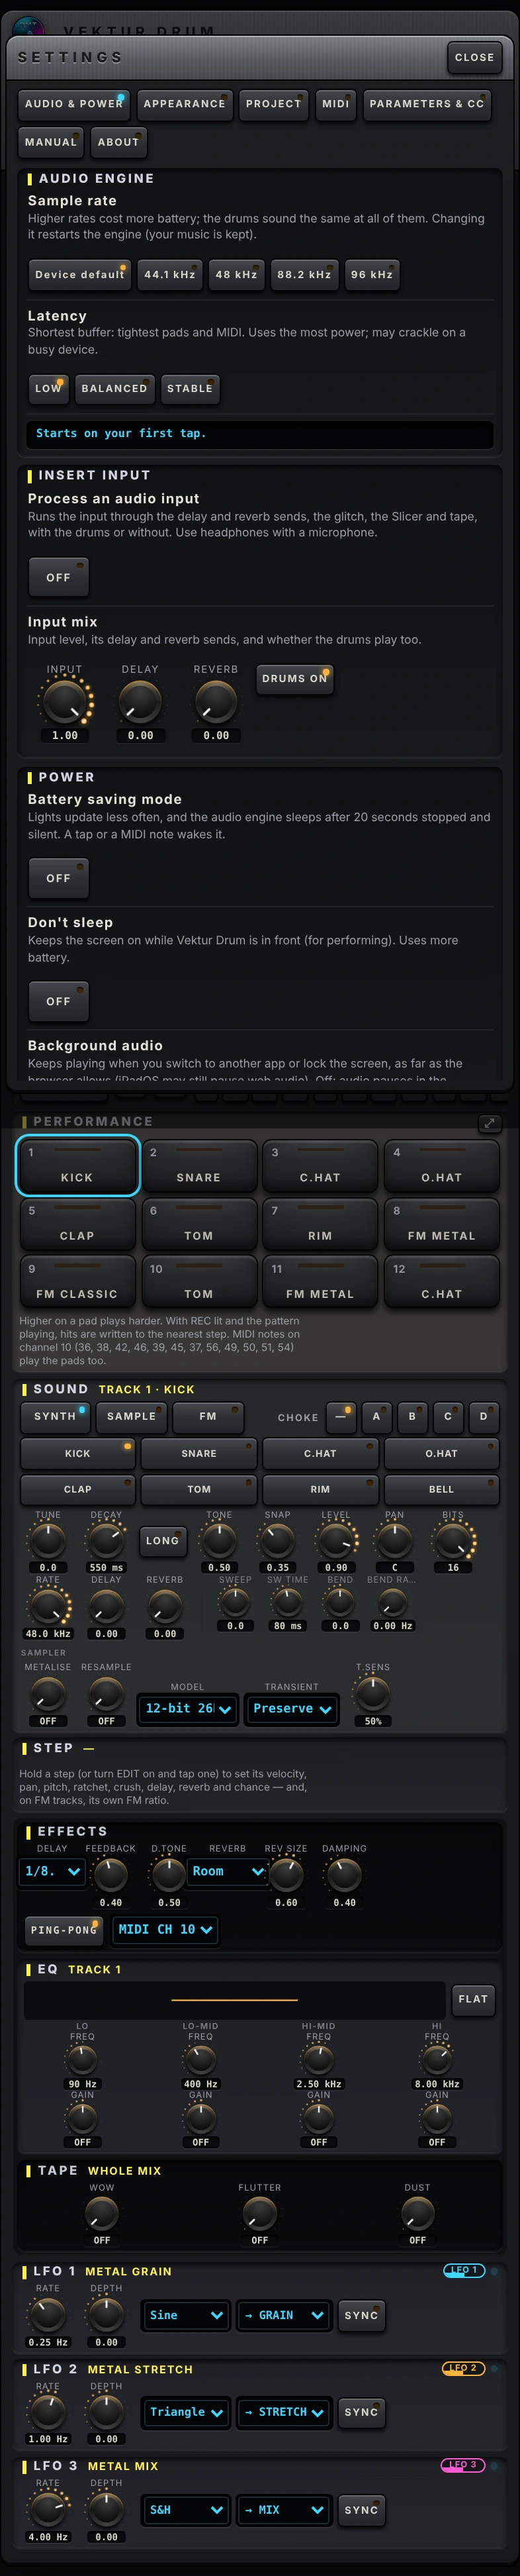 VEKTUR DRUM
SETTINGS
CLOSE
AUDIO & POWER
APPEARANCE
PROJECT
MIDI
PARAMETERS & CC
MANUAL
ABOUT
AUDIO ENGINE
Sample rate
Higher rates cost more battery; the drums sound the same at all of them. Changing
it restarts the engine (your music is kept).
Device default
44.1 kHz
48 kHz
88.2 kHz
96 kHz
Latency
Shortest buffer: tightest pads and MIDI. Uses the most power; may crackle on a
busy device.
LOW
BALANCED
STABLE
Starts on your first tap.
INSERT INPUT
Process an audio input
Runs the input through the delay and reverb sends, the glitch, the Slicer and tape,
with the drums or without. Use headphones with a microphone.
OFF
Input mix
Input level, its delay and reverb sends, and whether the drums play too.
INPUT DELAY REVERB
DRUMS ON
1.00 0.00 0.00
POWER
Battery saving mode
Lights update less often, and the audio engine sleeps after 20 seconds stopped and
silent. A tap or a MIDI note wakes it.
OFF
Don't sleep
Keeps the screen on while Vektur Drum is in front (for performing). Uses more
battery.
OFF
Background audio
Keeps playing when you switch to another app or lock the screen, as far as the
browser allows (iPadOS may still pause web audio). Off: audio pauses in the
PERFORMANCE
1 2 3 4
KICK SNARE C.HAT O.HAT
5 6 7 8
CLAP TOM RIM FM METAL
9 10 11 12
FM CLASSIC TOM FM METAL C.HAT
Higher on a pad plays harder. With REC lit and the pattern
playing, hits are written to the nearest step. MIDI notes on
channel 10 (36, 38, 42, 46, 39, 45, 37, 56, 49, 50, 51, 54)
play the pads too.
SOUND TRACK 1 · KICK
SYNTH SAMPLE FM CHOKE — A B C D
KICK SNARE C.HAT O.HAT
CLAP TOM RIM BELL
TUNE DECAY TONE SNAP LEVEL PAN BITS
LONG
0.0 550 ms 0.50 0.35 0.90 C 16
RATE DELAY REVERB SWEEP SW TIME BEND BEND RA...
48.0 kHz 0.00 0.00 0.0 80 ms 0.0 0.00 Hz
SAMPLER
METALISE RESAMPLE MODEL TRANSIENT T.SENS
12-bit 26 Preserve
OFF OFF 50%
STEP —
Hold a step (or turn EDIT on and tap one) to set its velocity,
pan, pitch, ratchet, crush, delay, reverb and chance — and,
on FM tracks, its own FM ratio.
EFFECTS
DELAY FEEDBACK D.TONE REVERB REV SIZE DAMPING
1/8. Room
0.40 0.50 0.60 0.40
PING-PONG MIDI CH 10
EQ TRACK 1
FLAT
LO LO-MID HI-MID HI
FREQ FREQ FREQ FREQ
90 Hz 400 Hz 2.50 kHz 8.00 kHz
GAIN GAIN GAIN GAIN
OFF OFF OFF OFF
TAPE WHOLE MIX
WOW FLUTTER DUST
OFF OFF OFF
LFO 1 METAL GRAIN LFO 1
RATE DEPTH
Sine → GRAIN SYNC
0.25 Hz 0.00
LFO 2 METAL STRETCH LFO 2
RATE DEPTH
Triangle → STRETCH SYNC
1.00 Hz 0.00
LFO 3 METAL MIX LFO 3
RATE DEPTH
S&H → MIX SYNC
4.00 Hz 0.00